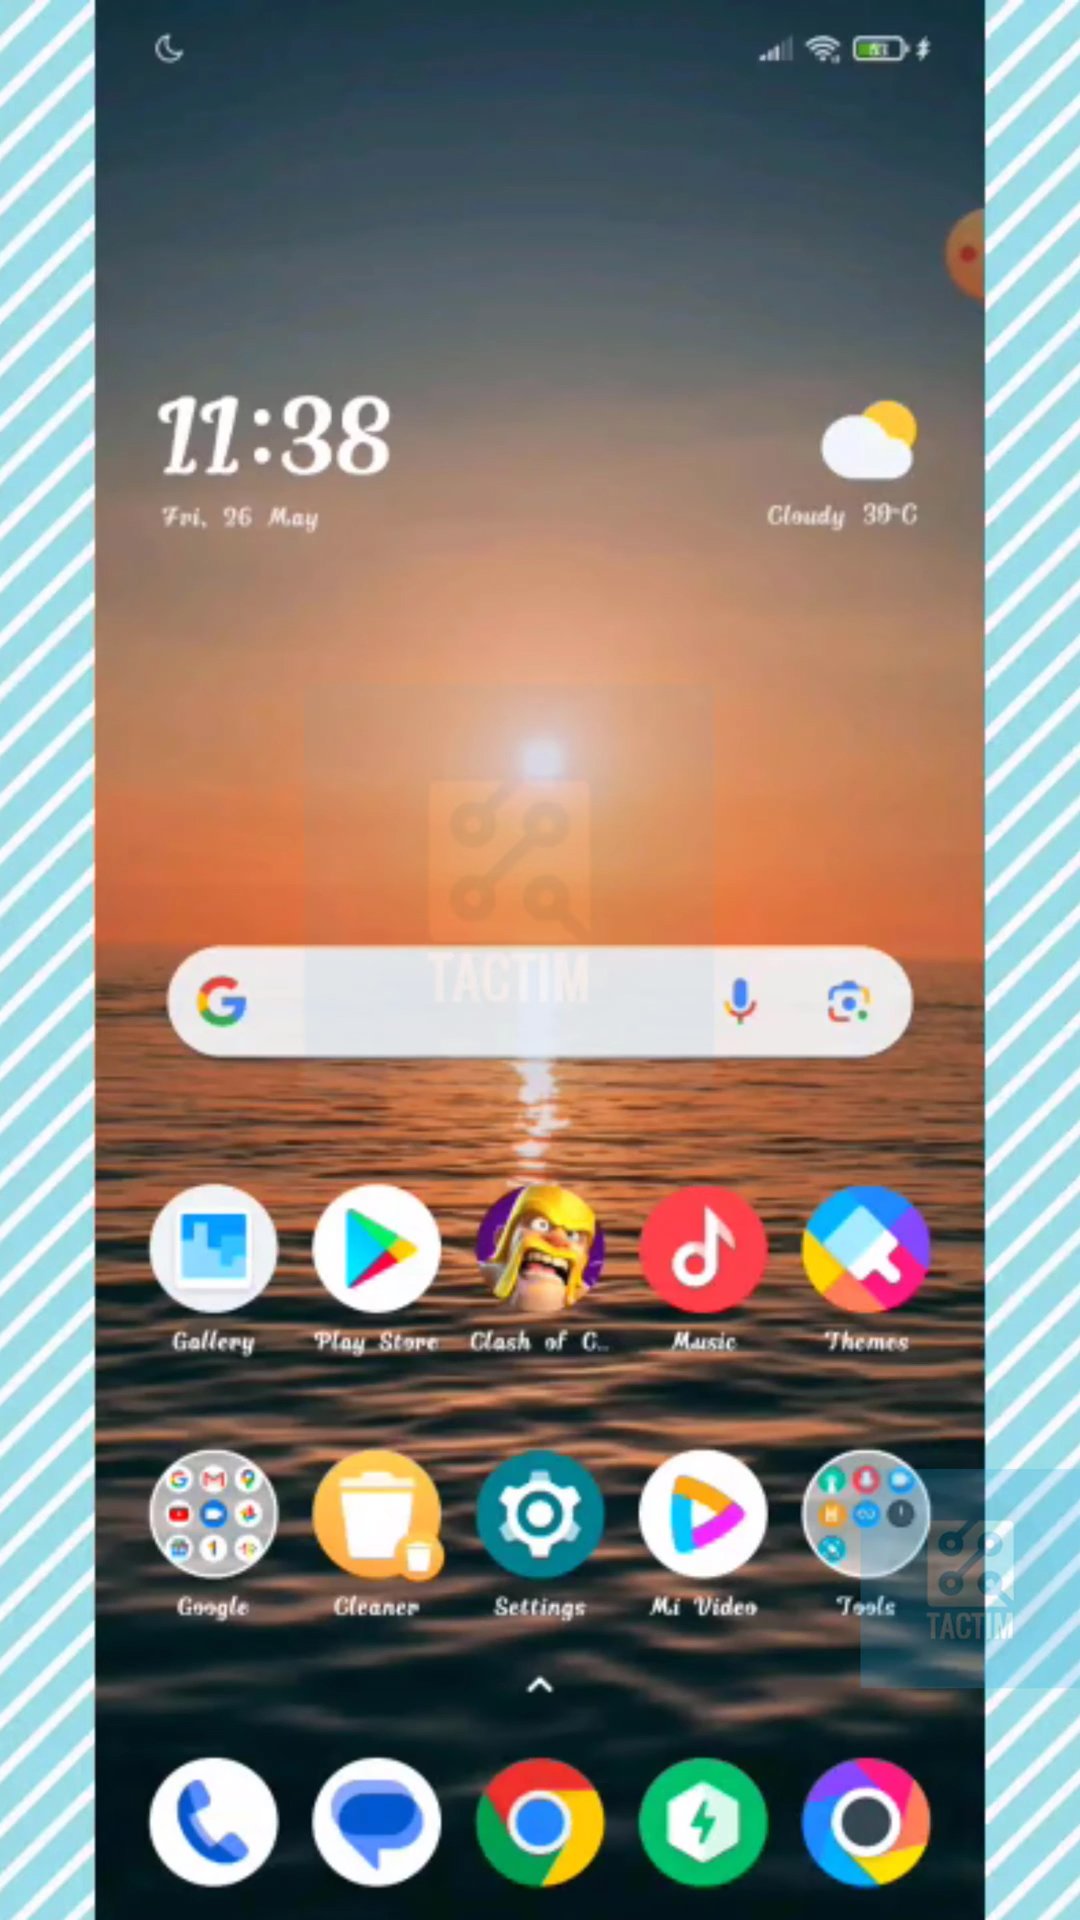 11:38
Fri, 26 May
Cloudy
TACTIM
Gallery
Play Store
Clash of C...
Music
Themes
Google
Cleaner
Settings
Mi Video
Tools
TACTIM